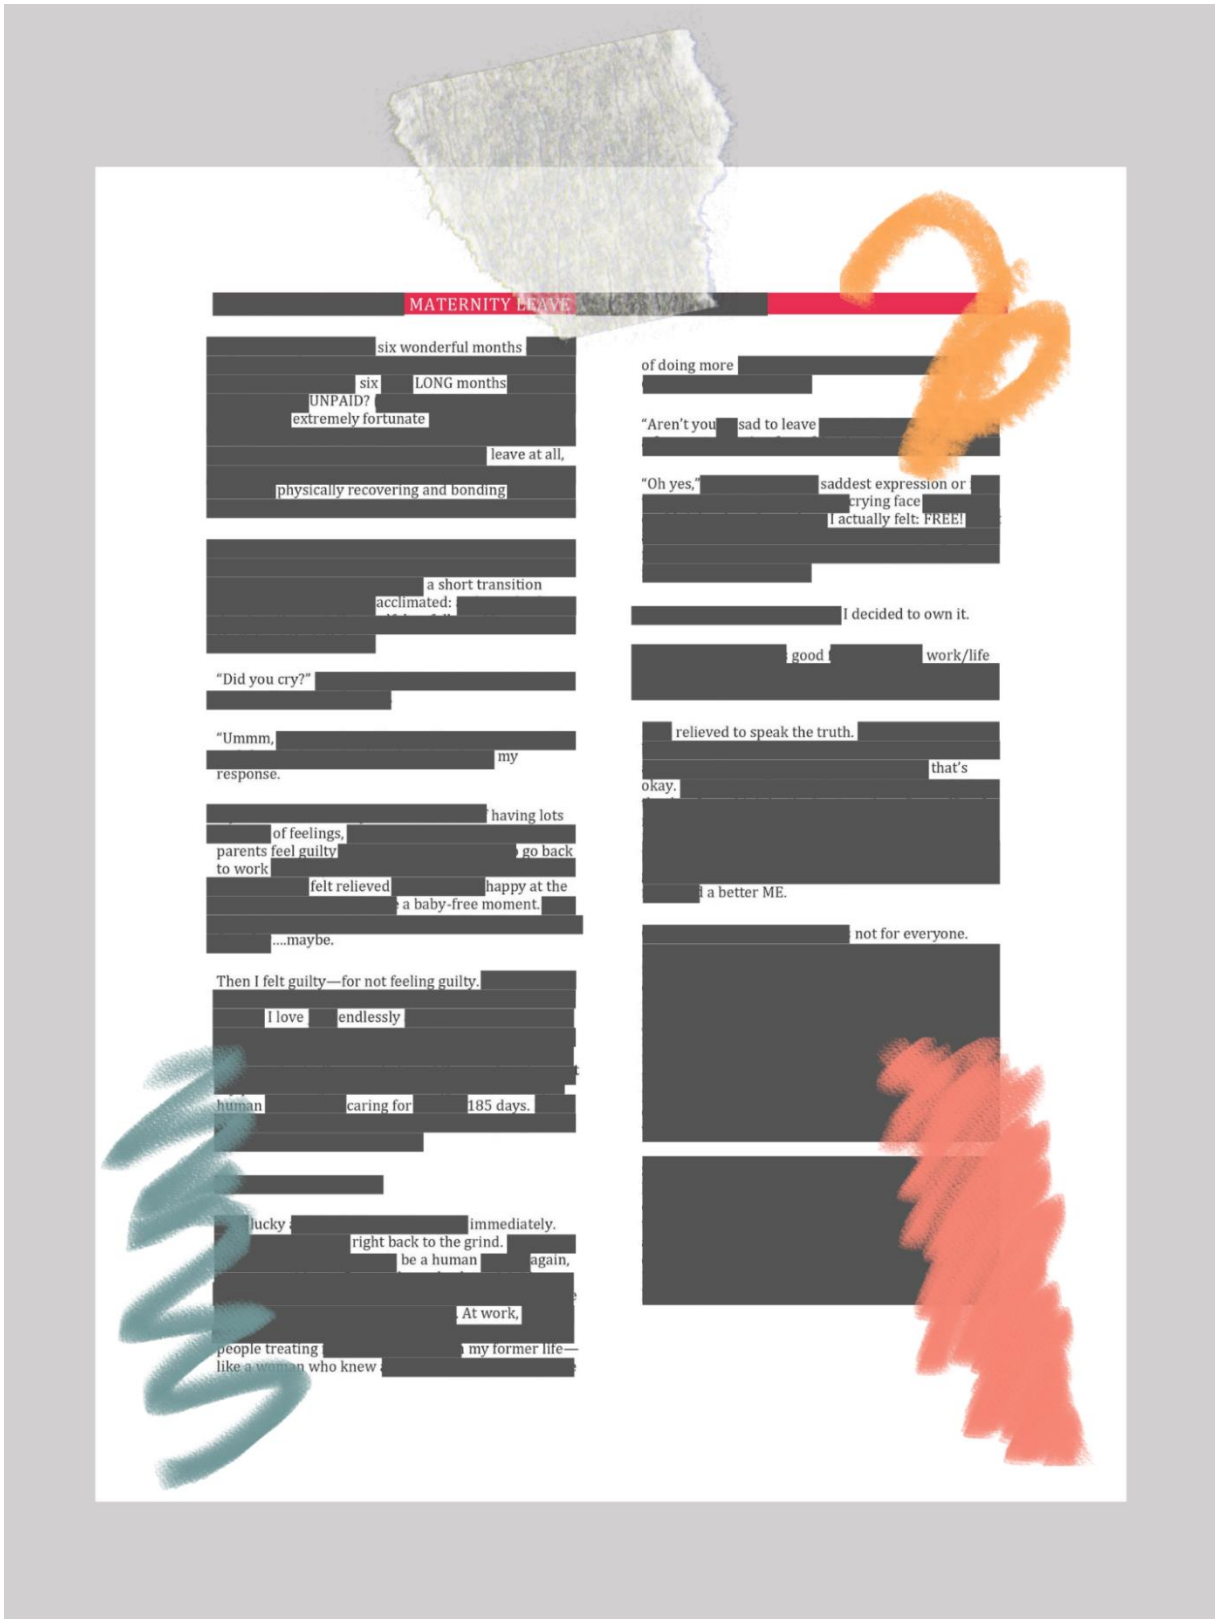 MATERNITY LEAVE
six wonderful months
six LONG months
UNPAID?
extremely fortunate
leave at all,
physically recovering and bonding
a short transition
acclimated:
“Did you cry?”
“Ummm,
my
response.
having lots
of feelings,
parents feel guilty go back
to work
felt relieved happy at the
a baby-free moment.
....maybe.
Then I felt guilty—for not feeling guilty.
I love endlessly
human caring for 185 days.
lucky immediately.
right back to the grind.
be a human again,
. At work,
people treating my former life—
like a woman who knew
of doing more
“Aren’t you sad to leave
“Oh yes,” saddest expression or
crying face
I actually felt: FREE!
I decided to own it.
good work/life
relieved to speak the truth.
that’s
okay.
a better ME.
not for everyone.